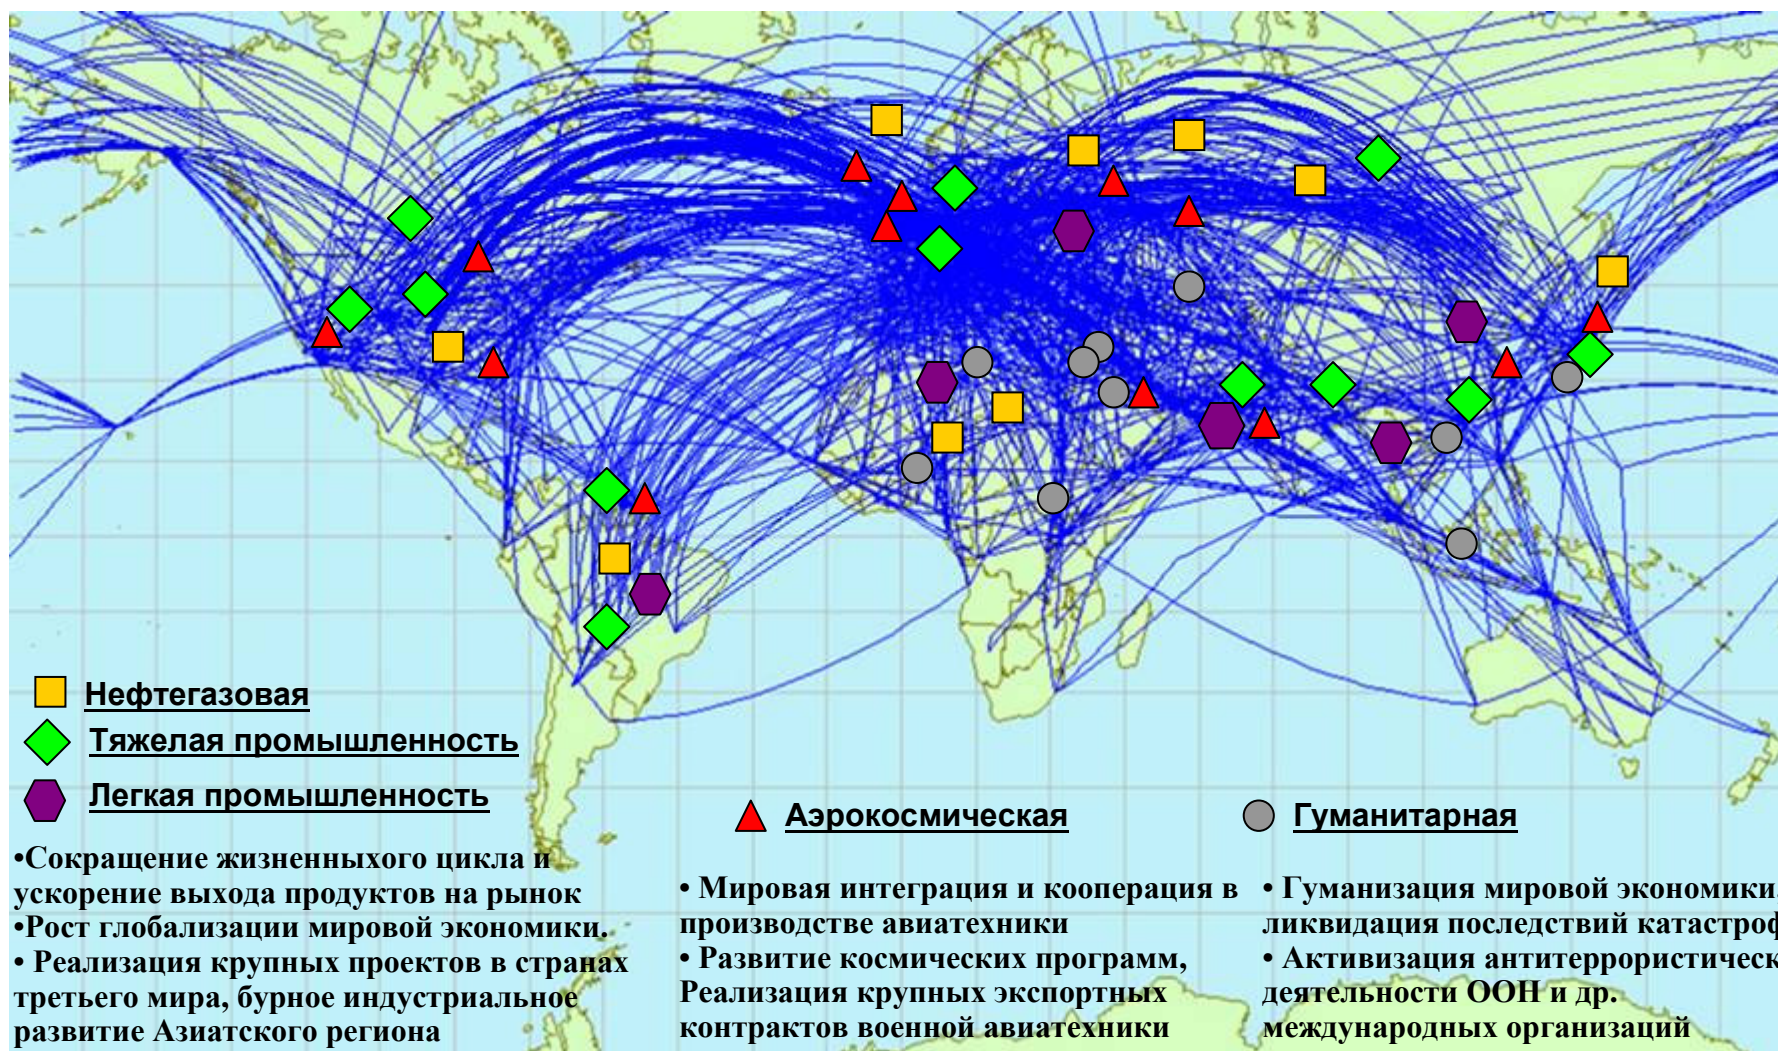 Нефтегазовая
Тяжелая промышленность
Легкая промышленность
•Сокращение жизненныхого цикла и
ускорение выхода продуктов на рынок
•Рост глобализации мировой экономики.
• Реализация крупных проектов в странах
третьего мира, бурное индустриальное
развитие Азиатского региона
Аэрокосмическая
• Мировая интеграция и кооперация в
производстве авиатехники
• Развитие космических программ,
Реализация крупных экспортных
контрактов военной авиатехники
Гуманитарная
• Гуманизация мировой экономики.
ликвидация последствий катастроф
• Активизация антитеррористическ
деятельности ООН и др.
международных организаций